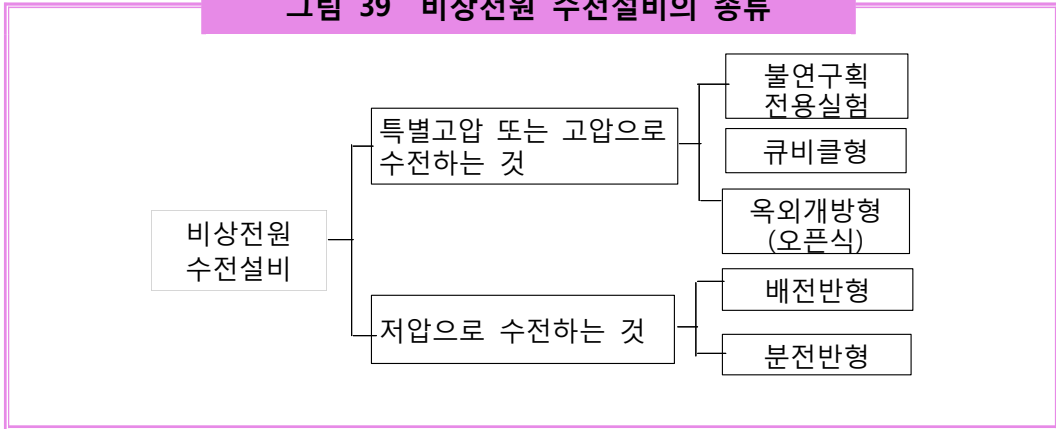 그림 39 비상전원 수전설비의 종류
불연구획
전용실험
특별고압 또는 고압으로
수전하는 것
큐비클형
옥외개방형
(오픈식)
비상전원
수전설비
배전반형
저압으로 수전하는 것
분전반형